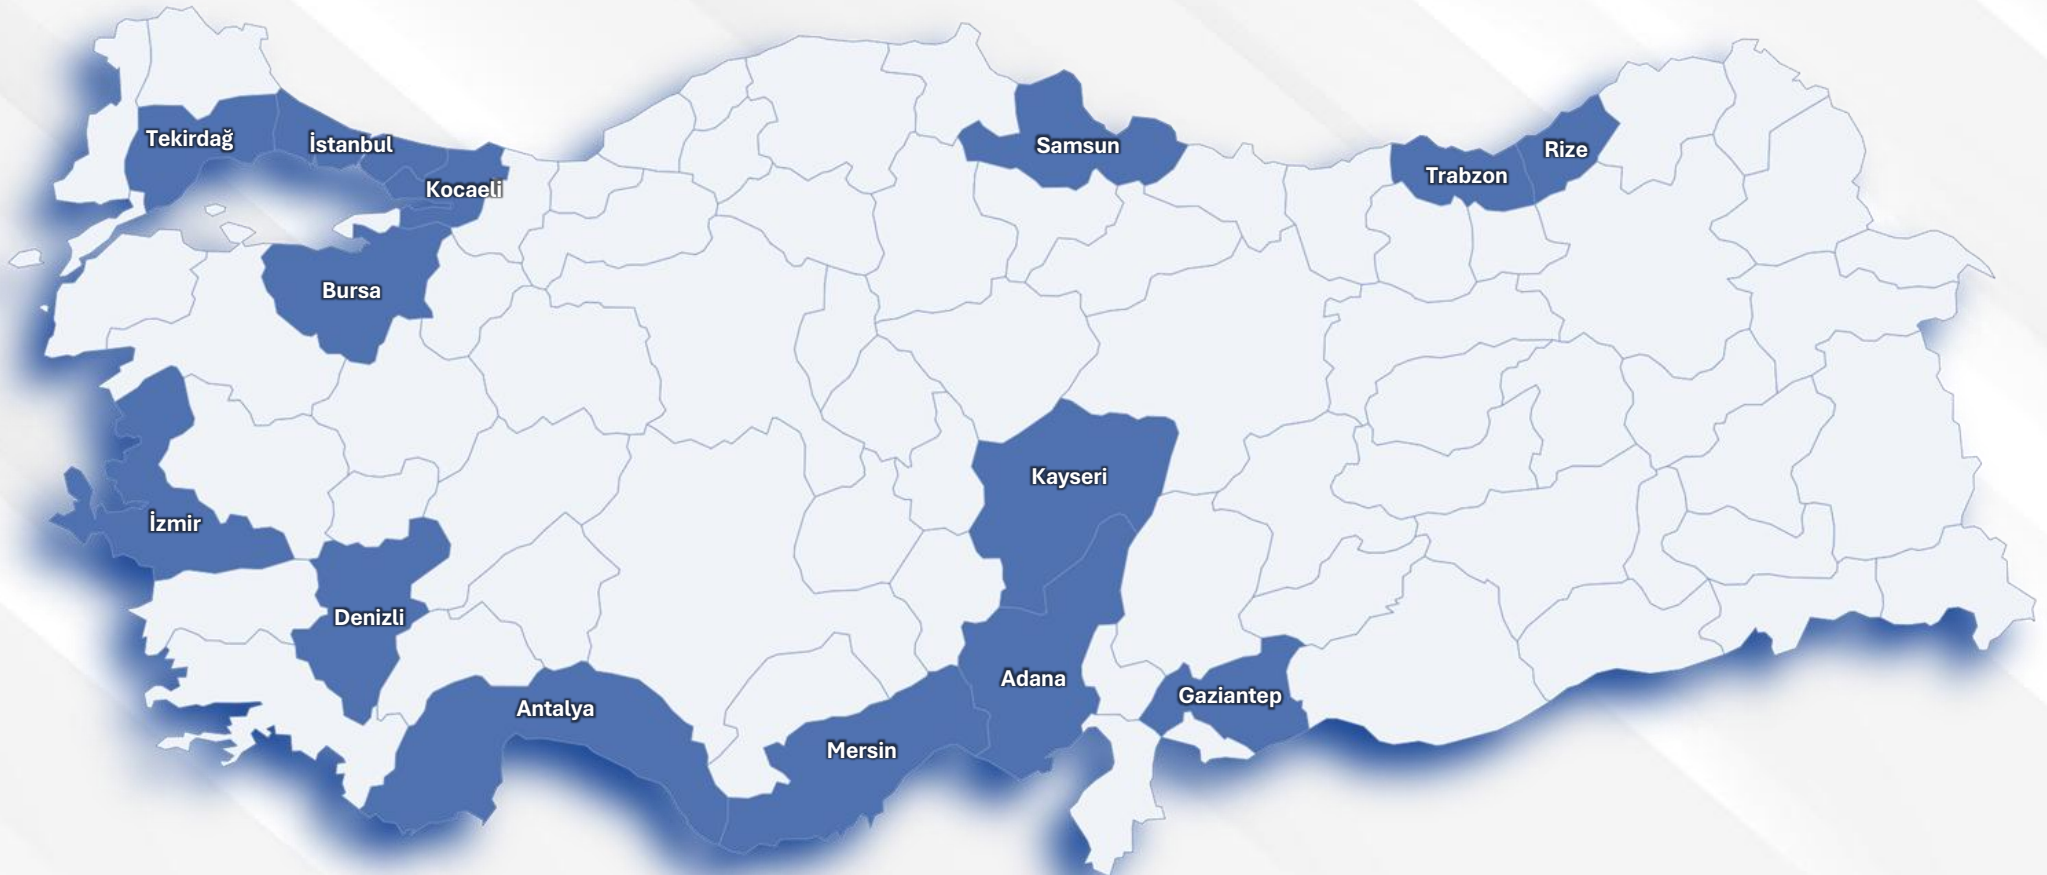 Tekirdağ
İstanbul
Samsun
Rize
Trabzon
Kocaeli
Bursa
Kayseri
İzmir
Denizli
Adana
Gaziantep
Antalya
Mersin